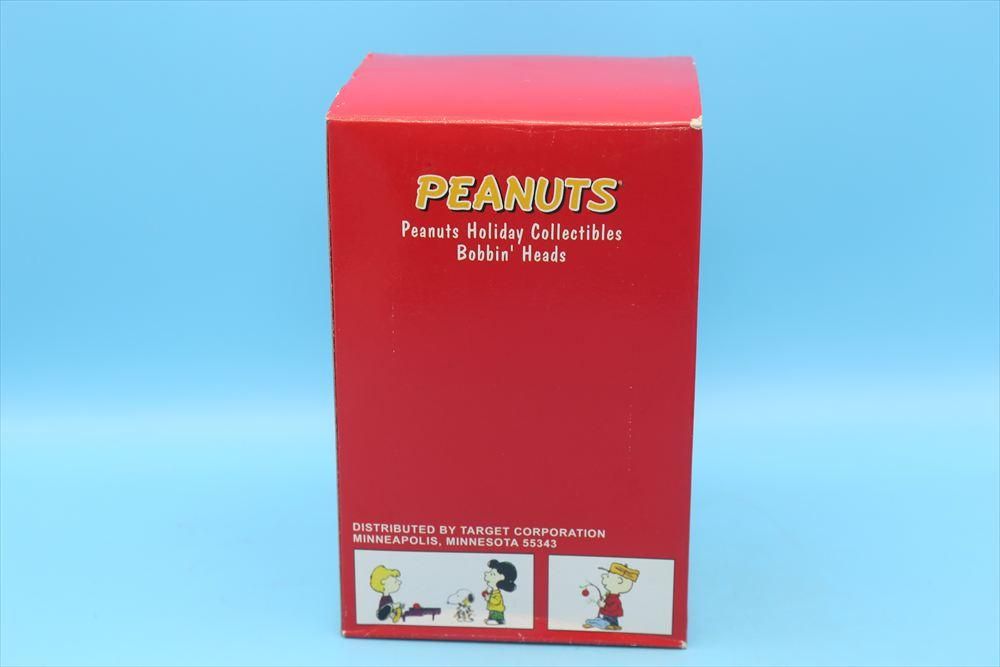 PEANUTS
Peanuts Holiday Collectibles
Bobbin' Heads
DISTRIBUTED BY TARGET CORPORATION
MINNEAPOLIS, MINNESOTA 55343